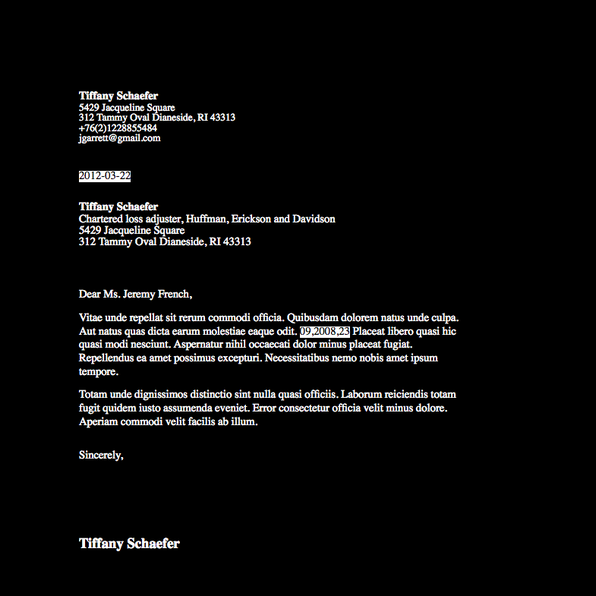 Tiffany Schaefer
5429 Jacqueline Square
312 Tammy Oval Dianeside, RI 43313
+76(2)1228855484
jgarrett@gmail.com
2012-03-22
Tiffany Schaefer
Chartered loss adjuster, Huffman, Erickson and Davidson
5429 Jacqueline Square
312 Tammy Oval Dianeside, RI 43313
Dear Ms. Jeremy French,
Vitae unde repellat sit rerum commodi officia. Quibusdam dolorem natus unde culpa.
Aut natus quas dicta earum molestiae eaque odit. 09,2008,23 Placeat libero quasi hic
quasi modi nesciunt. Aspernatur nihil occaecati dolor minus placeat fugiat.
Repellendus ea amet possimus excepturi. Necessitatibus nemo nobis amet ipsum
tempore.
Totam unde dignissimos distinctio sint nulla quasi officiis. Laborum reiciendis totam
fugit quidem iusto assumenda eveniet. Error consectetur officia velit minus dolore.
Aperiam commodi velit facilis ab illum.
Sincerely,
Tiffany Schaefer